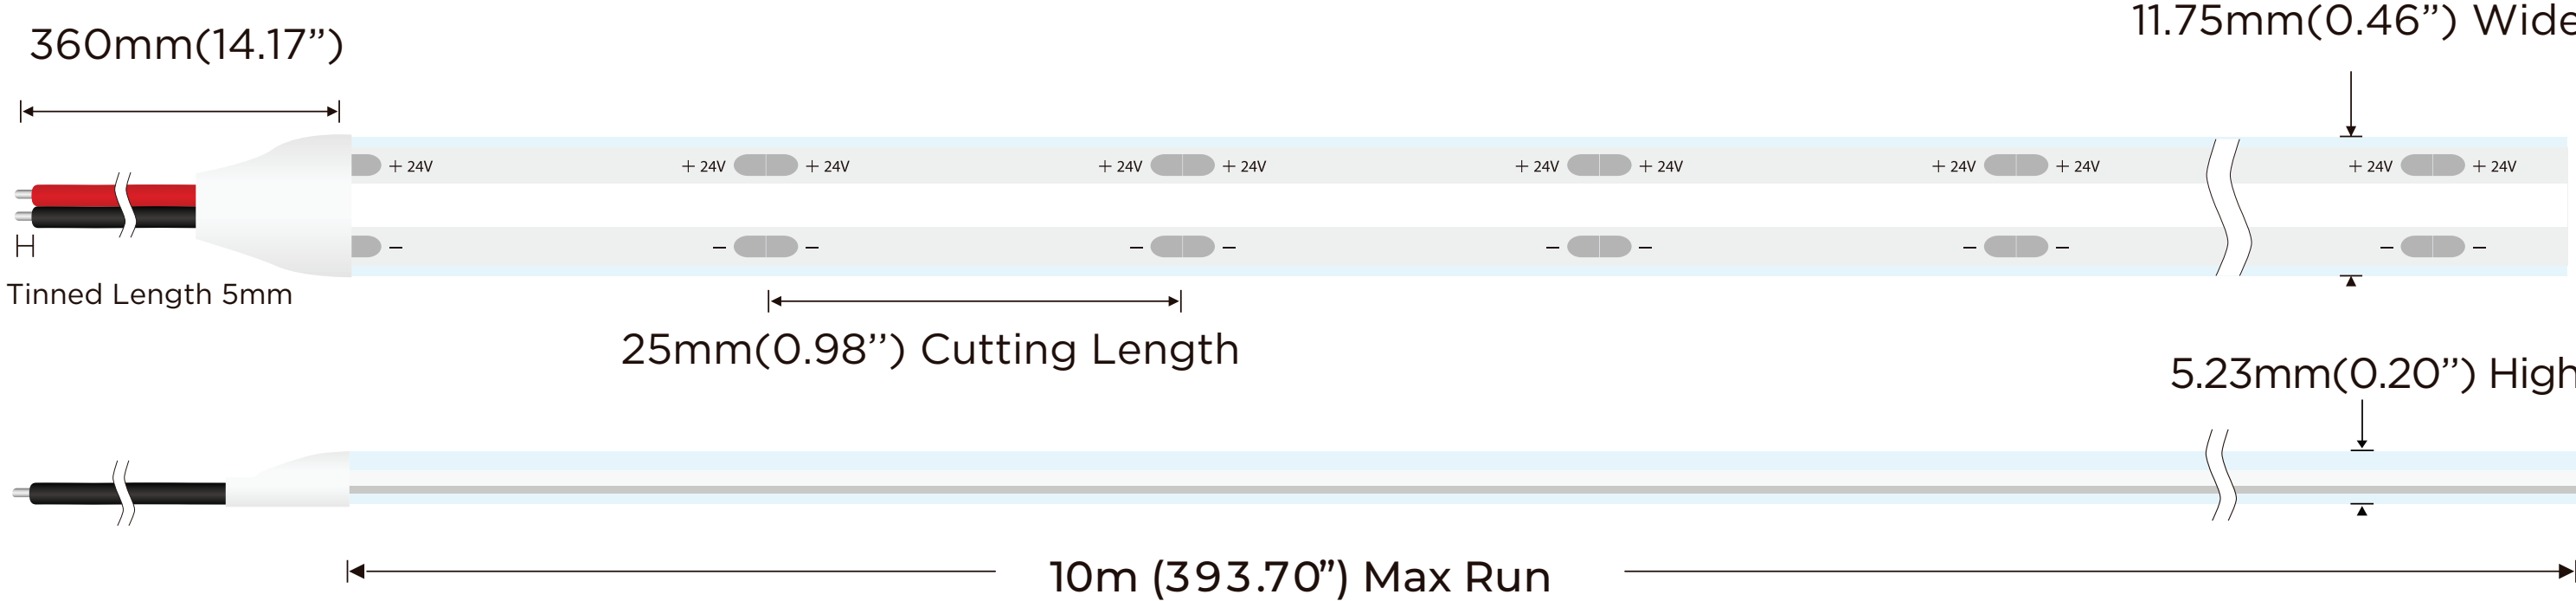 11.75mm(0.46”) Wide
360mm(14.17”)
+ 24V + 24V + 24V + 24V + 24V + 24V + 24V + 24V + 24V + 24V + 24V
– – – – – – – – – – –
Tinned Length 5mm
25mm(0.98”) Cutting Length
5.23mm(0.20”) High
10m (393.70”) Max Run